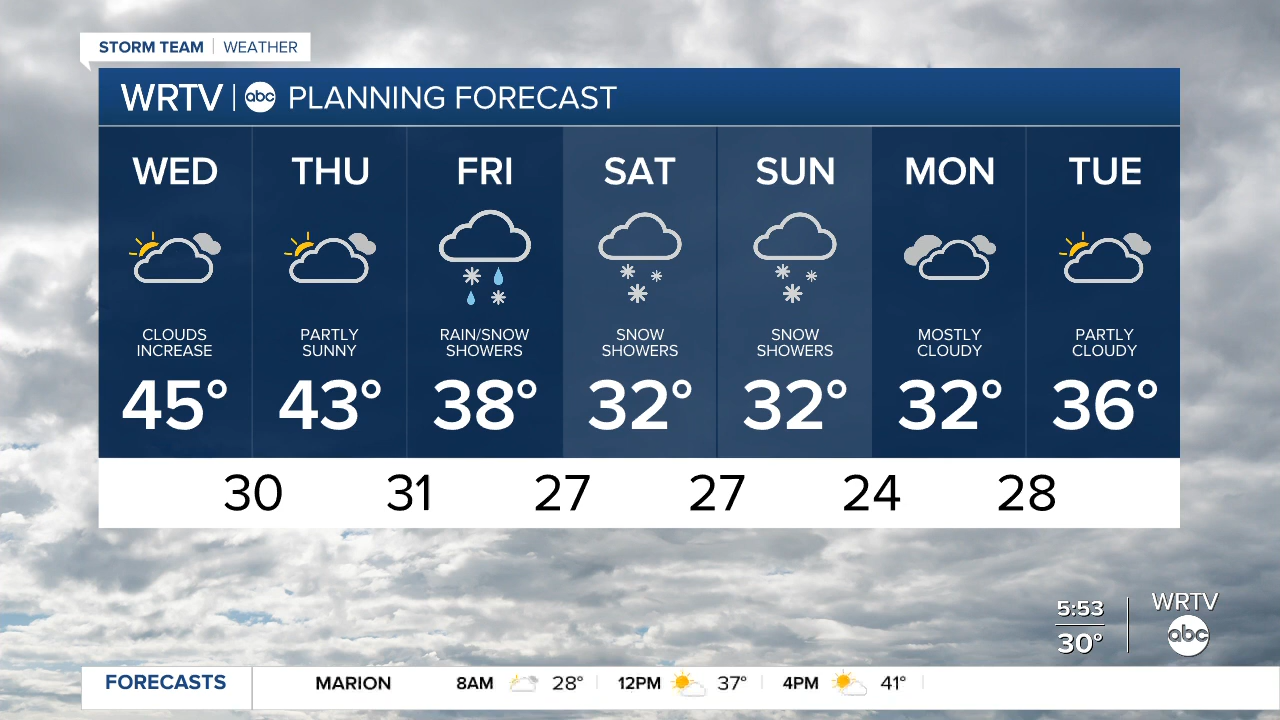 STORM TEAM | WEATHER
WRTV | abc PLANNING FORECAST
WED THU FRI SAT SUN MON TUE
CLOUDS INCREASE
PARTLY SUNNY
RAIN/SNOW SHOWERS
SNOW SHOWERS
SNOW SHOWERS
MOSTLY CLOUDY
PARTLY CLOUDY
45° 43° 38° 32° 32° 32° 36°
30 31 27 27 24 28
5:53
30°
WRTV
abc
FORECASTS MARION 8AM 28° 12PM 37° 4PM 41°